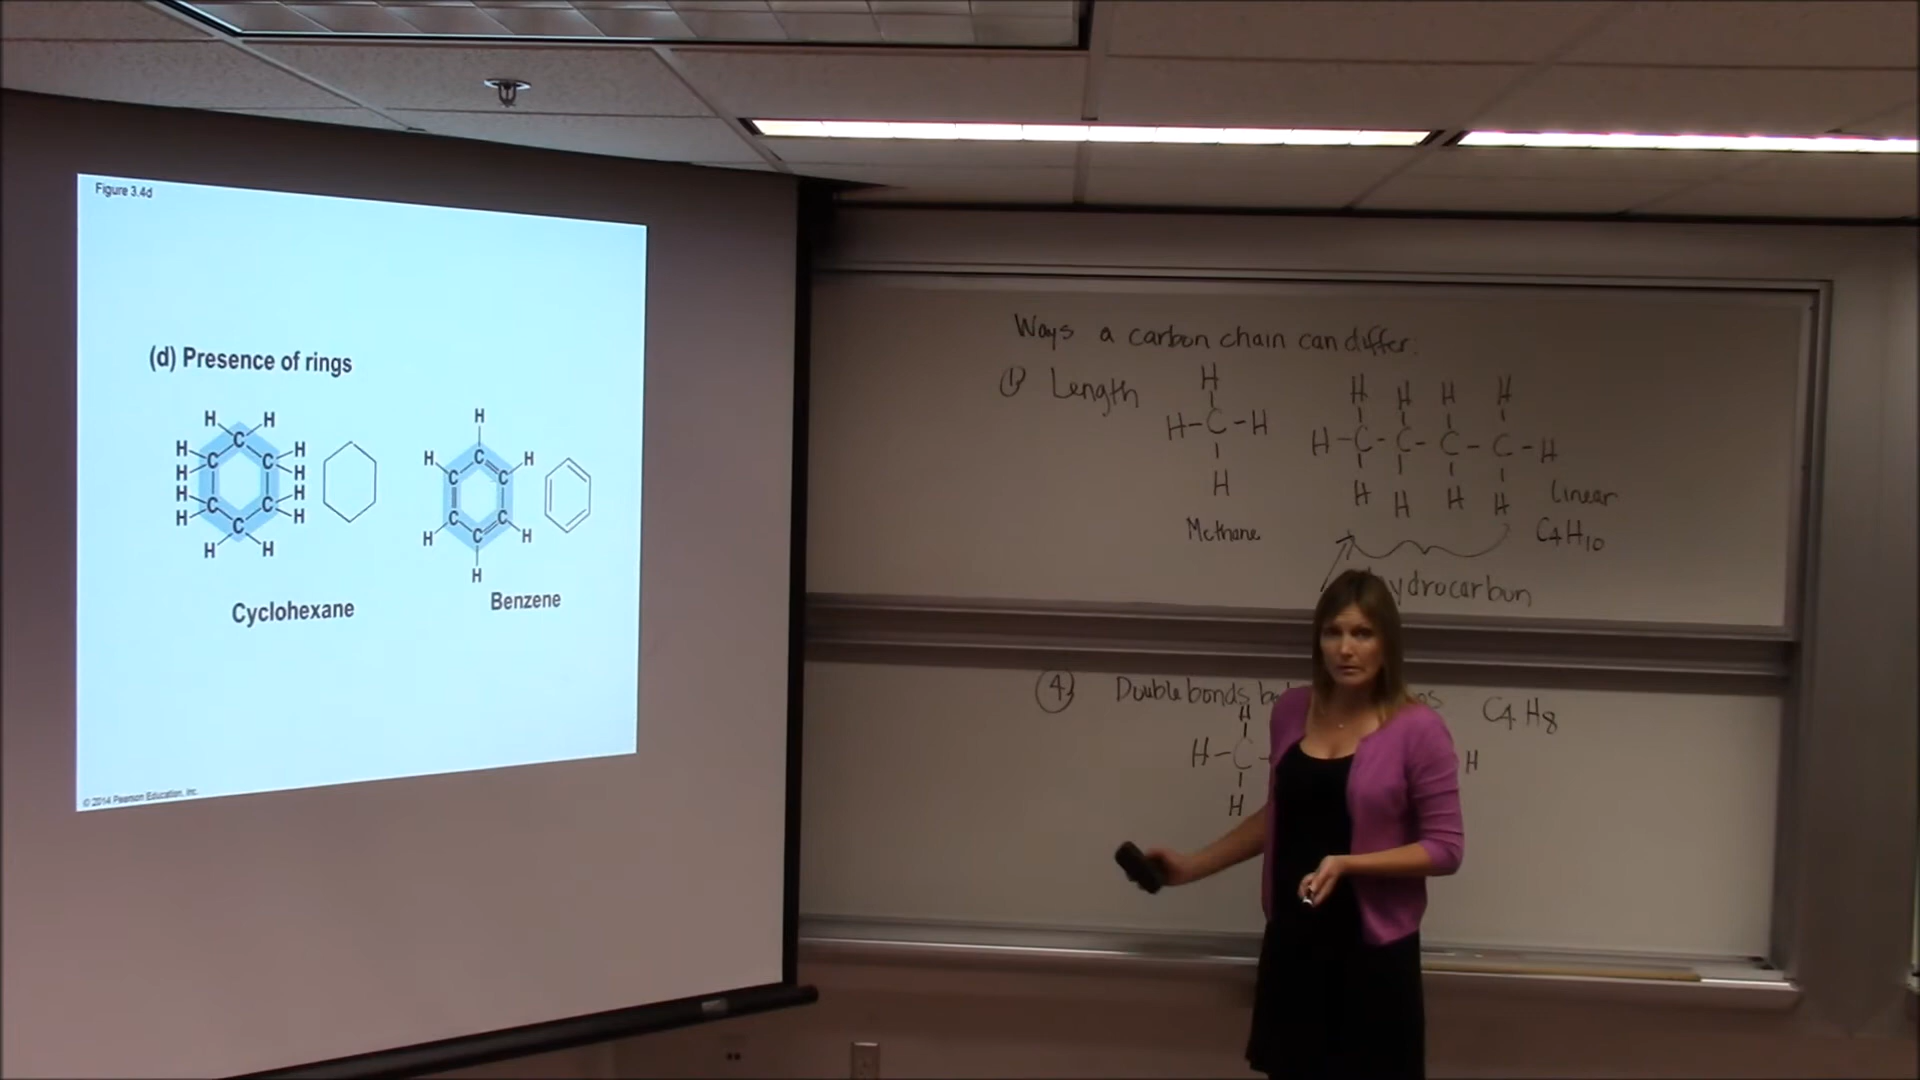 Figure 3.4d
(d) Presence of rings
H H H
H C H H C H
H C C H C C
H C C H C C
H C H H C H
H H H
Cyclohexane Benzene
© 2014 Pearson Education, Inc.
Ways a carbon chain can differ.
① Length
H H H H H
H-C-H H-C-C-C-C-H
H H H H H linear
Methane C4H10
ydrocarbon
④ Double bonds C4H8
H
H-C- H
H